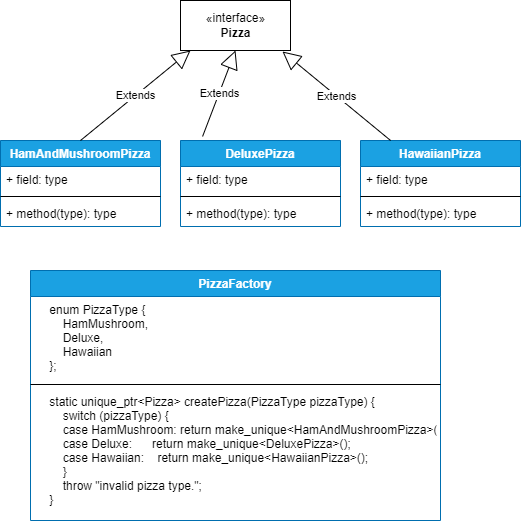 «interface»
Pizza
Extends
Extends
Extends
HamAndMushroomPizza
+ field: type
+ method(type): type
DeluxePizza
+ field: type
+ method(type): type
HawaiianPizza
+ field: type
+ method(type): type
PizzaFactory
enum PizzaType {
HamMushroom,
Deluxe,
Hawaiian
};
static unique_ptr<Pizza> createPizza(PizzaType pizzaType) {
switch (pizzaType) {
case HamMushroom: return make_unique<HamAndMushroomPizza>(
case Deluxe: return make_unique<DeluxePizza>();
case Hawaiian: return make_unique<HawaiianPizza>();
}
throw "invalid pizza type.";
}